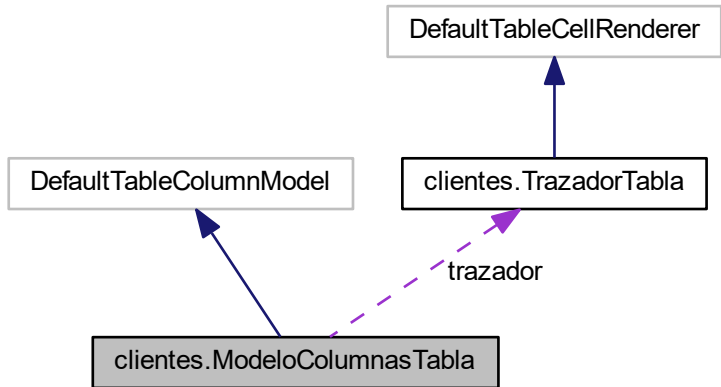 DefaultTableCellRenderer
DefaultTableColumnModel
clientes.TrazadorTabla
trazador
clientes.ModeloColumnasTabla